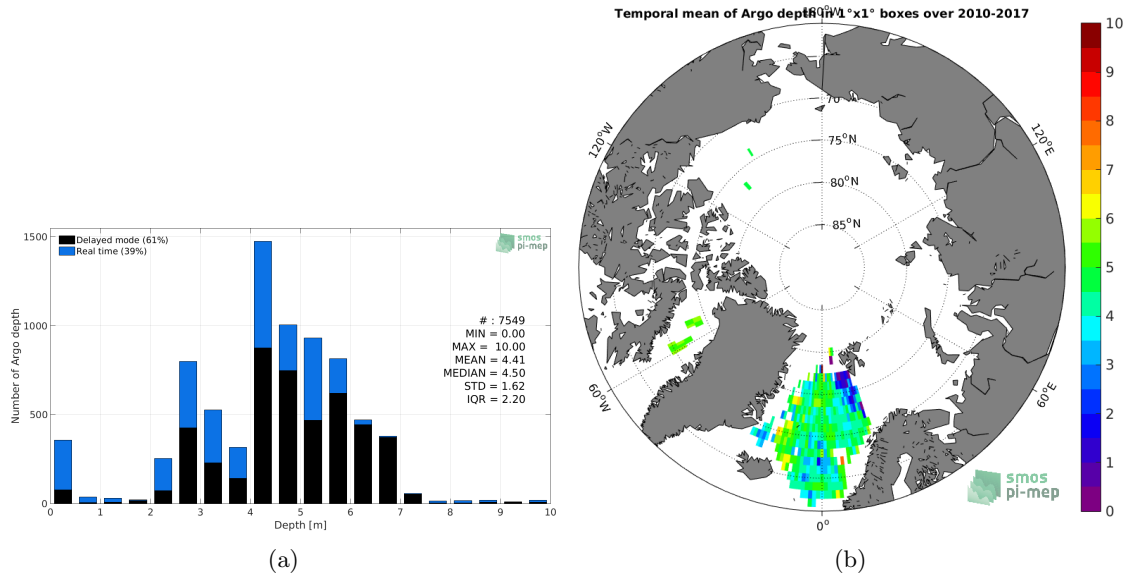 Delayed mode (61%)
Real time (39%)
smos
pi-mep
# : 7549
MIN = 0.00
MAX = 10.00
MEAN = 4.41
MEDIAN = 4.50
STD = 1.62
IQR = 2.20
Number of Argo depth
1500
1000
500
0
0 1 2 3 4 5 6 7 8 9 10
Depth [m]
(a)
Temporal mean of Argo depth in 1°x1° boxes over 2010-2017
180°W
120°W
120°E
60°W
60°E
0°
70°N
75°N
80°N
85°N
smos
pi-mep
10
9
8
7
6
5
4
3
2
1
0
(b)